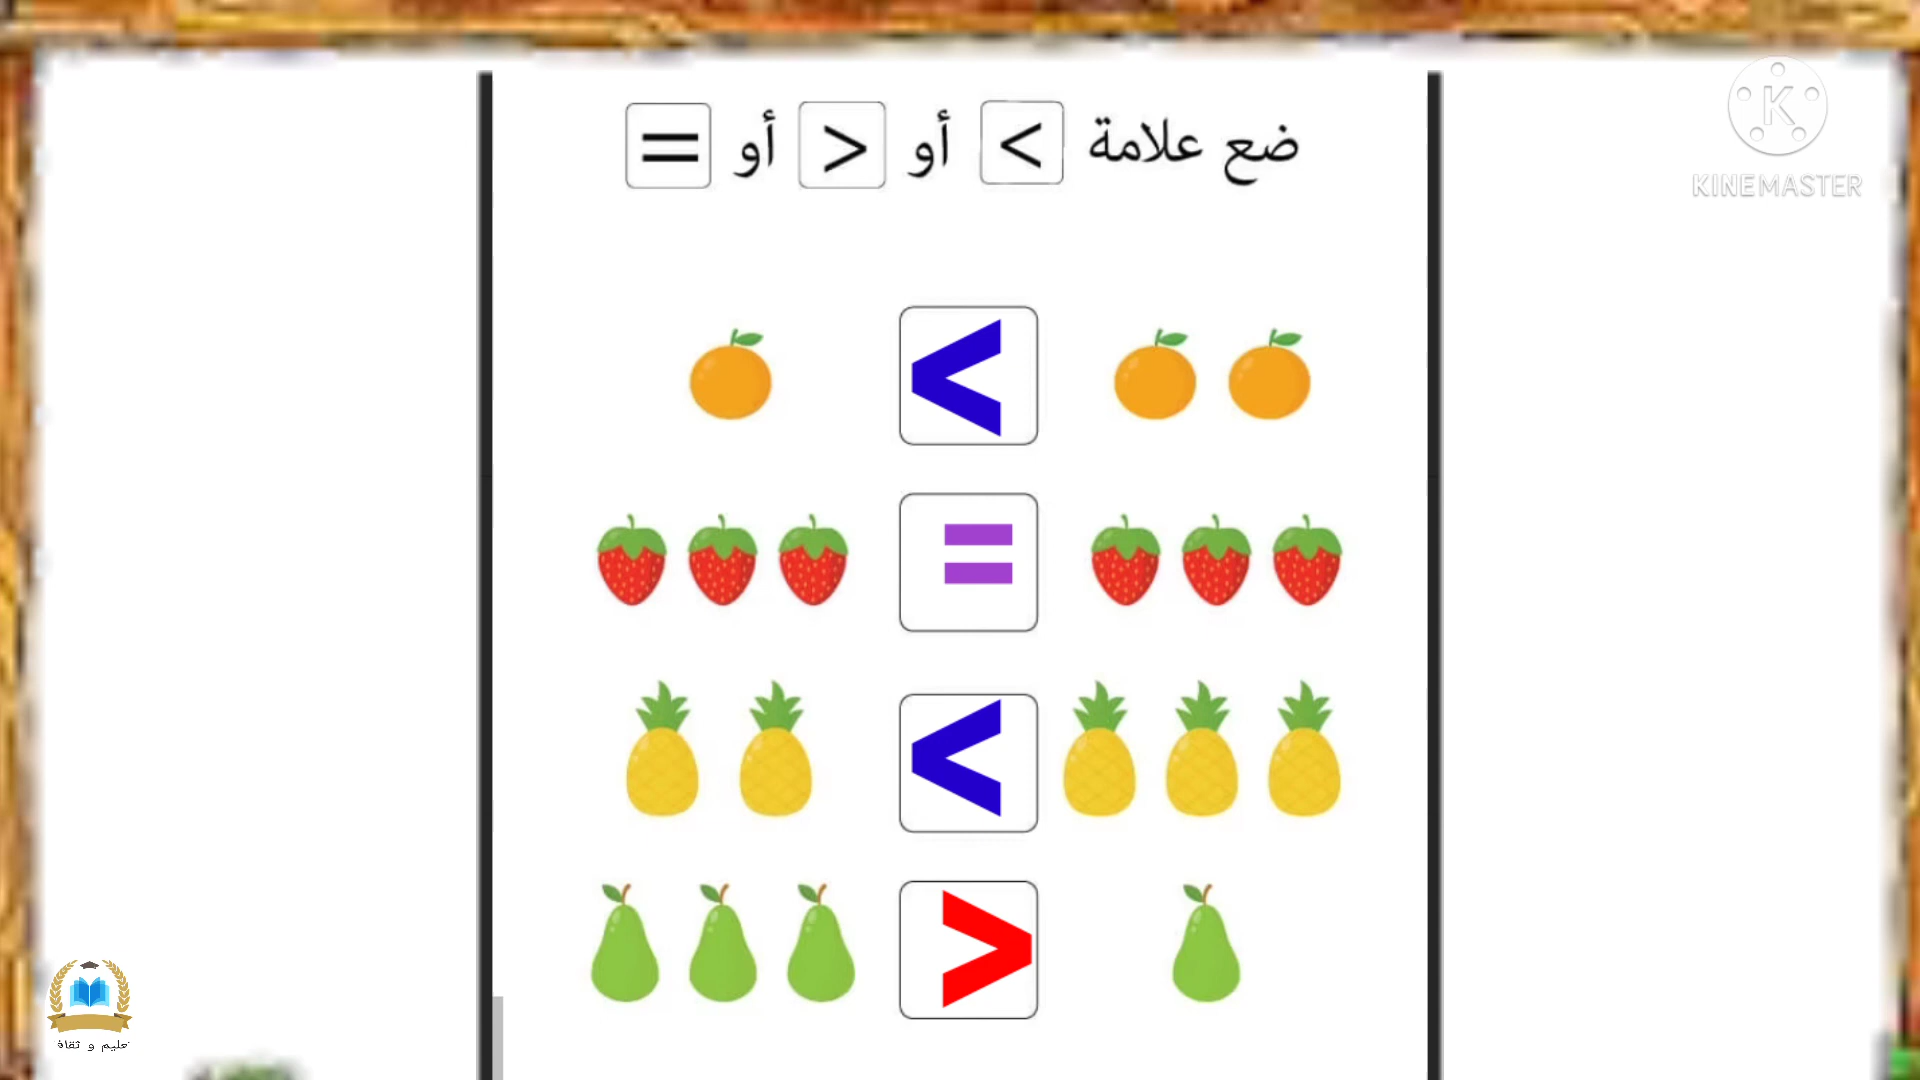 ضع علامة < أو > أو =
KINEMASTER
<
=
<
>
تعليم و ثقافة